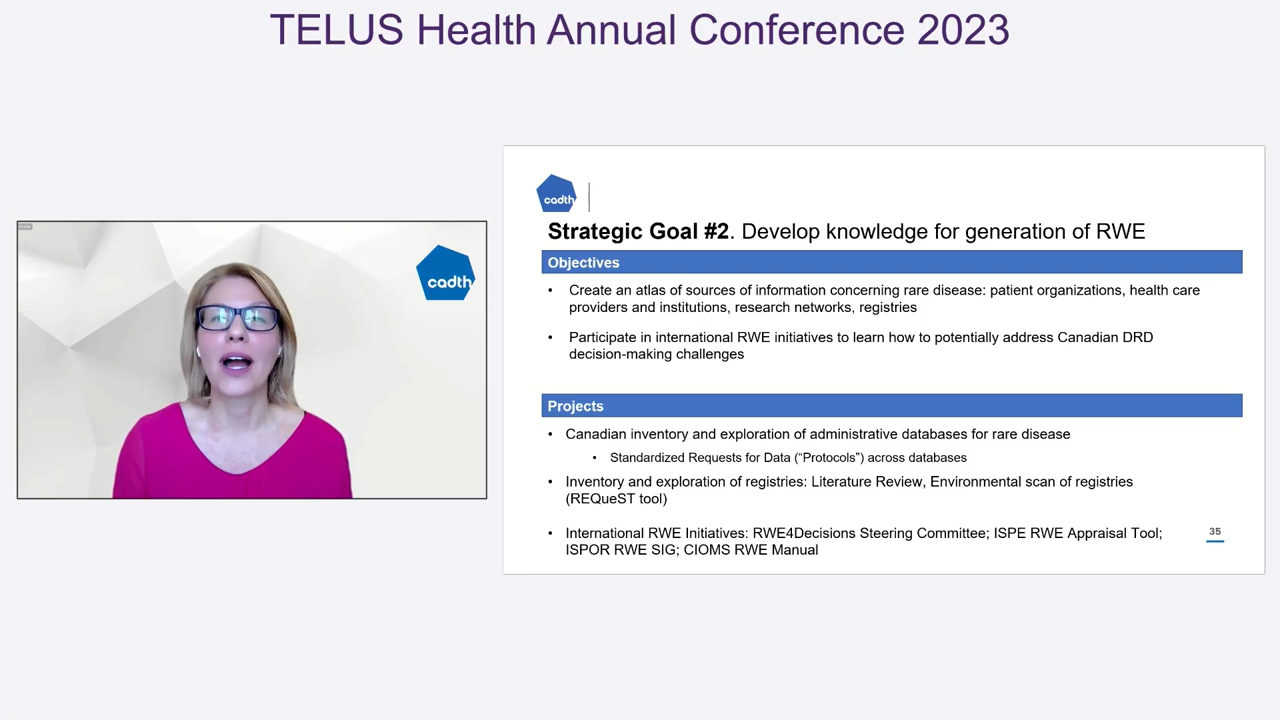 TELUS Health Annual Conference 2023
cadth
cadth
Strategic Goal #2. Develop knowledge for generation of RWE
Objectives
• Create an atlas of sources of information concerning rare disease: patient organizations, health care
providers and institutions, research networks, registries
• Participate in international RWE initiatives to learn how to potentially address Canadian DRD
decision-making challenges
Projects
• Canadian inventory and exploration of administrative databases for rare disease
• Standardized Requests for Data (“Protocols”) across databases
• Inventory and exploration of registries: Literature Review, Environmental scan of registries
(REQueST tool)
• International RWE Initiatives: RWE4Decisions Steering Committee; ISPE RWE Appraisal Tool;
ISPOR RWE SIG; CIOMS RWE Manual
35